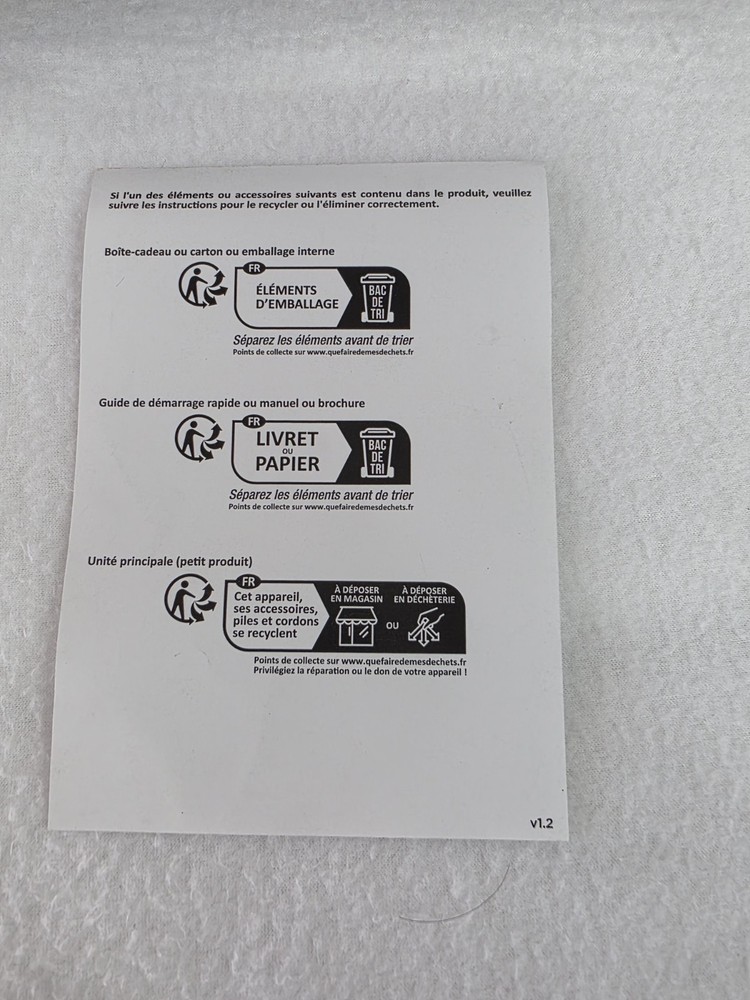 Si l'un des éléments ou accessoires suivants est contenu dans le produit, veuillez
suivre les instructions pour le recycler ou l'éliminer correctement.
Boîte-cadeau ou carton ou emballage interne
FR
ÉLÉMENTS
D'EMBALLAGE
BAC
DE
TRI
Séparez les éléments avant de trier
Points de collecte sur www.quefairedemesdechets.fr
Guide de démarrage rapide ou manuel ou brochure
FR
LIVRET
OU
PAPIER
BAC
DE
TRI
Séparez les éléments avant de trier
Points de collecte sur www.quefairedemesdechets.fr
Unité principale (petit produit)
FR
Cet appareil,
ses accessoires,
piles et cordons
se recyclent
À DÉPOSER
EN MAGASIN
OU
À DÉPOSER
EN DÉCHÈTERIE
Points de collecte sur www.quefairedemesdechets.fr
Privilégiez la réparation ou le don de votre appareil !
v1.2